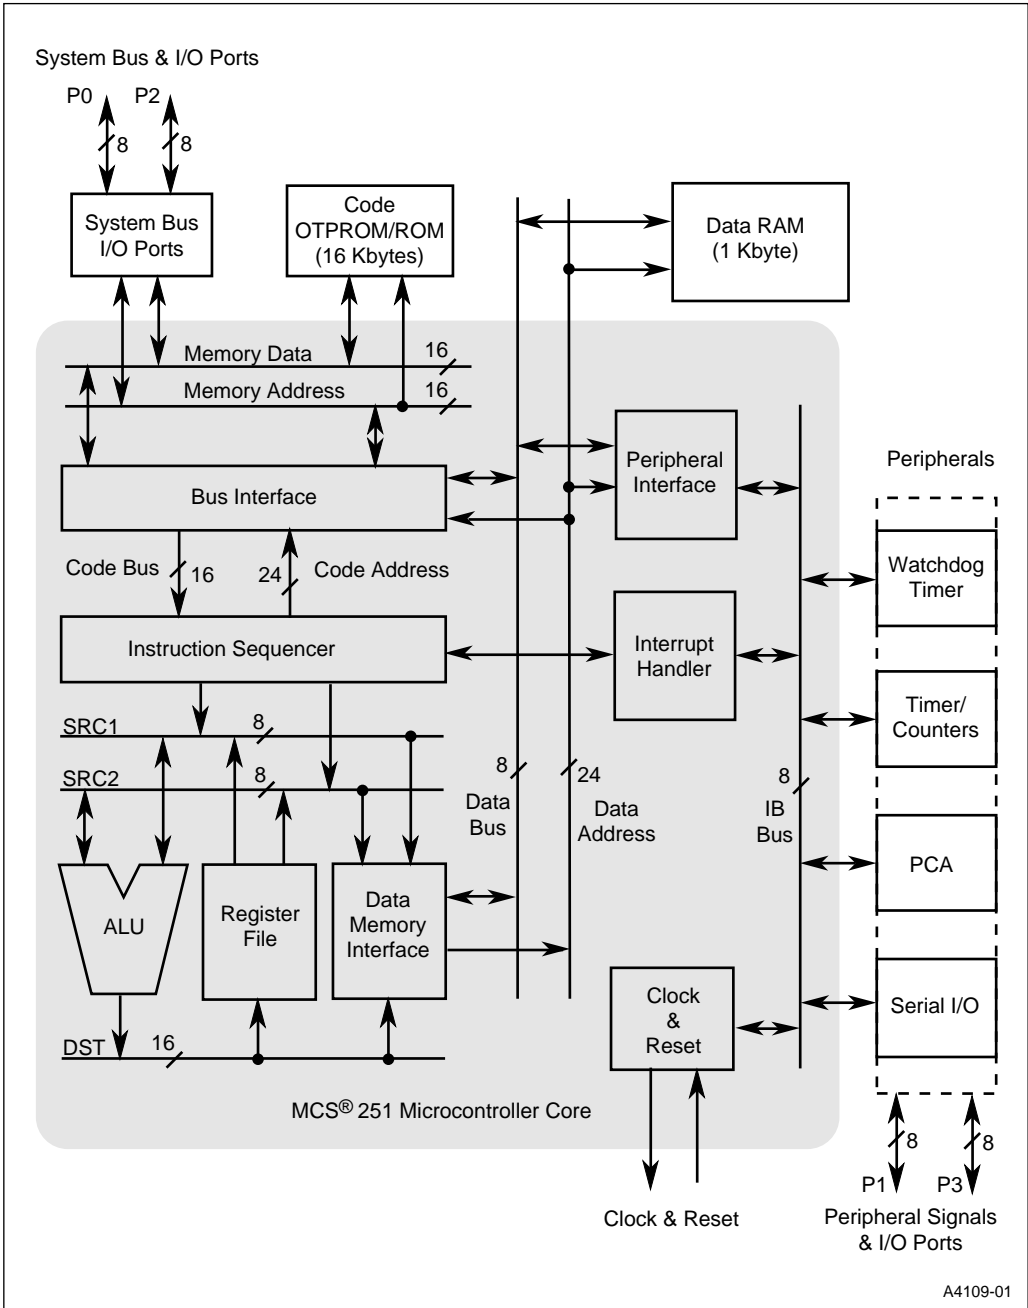 System Bus & I/O Ports
P0
P2
8
8
System Bus
I/O Ports
Code
OTPROM/ROM
(16 Kbytes)
Data RAM
(1 Kbyte)
Memory Data
16
Memory Address
16
Bus Interface
Peripheral
Interface
Peripherals
Code Bus
16
24
Code Address
Watchdog
Timer
Instruction Sequencer
Interrupt
Handler
Timer/
Counters
SRC1
8
SRC2
8
8
Data
Bus
24
Data
Address
8
IB
Bus
PCA
ALU
Register
File
Data
Memory
Interface
Clock
&
Reset
Serial I/O
DST
16
MCS® 251 Microcontroller Core
8
8
P1
P3
Clock & Reset
Peripheral Signals
& I/O Ports
A4109-01